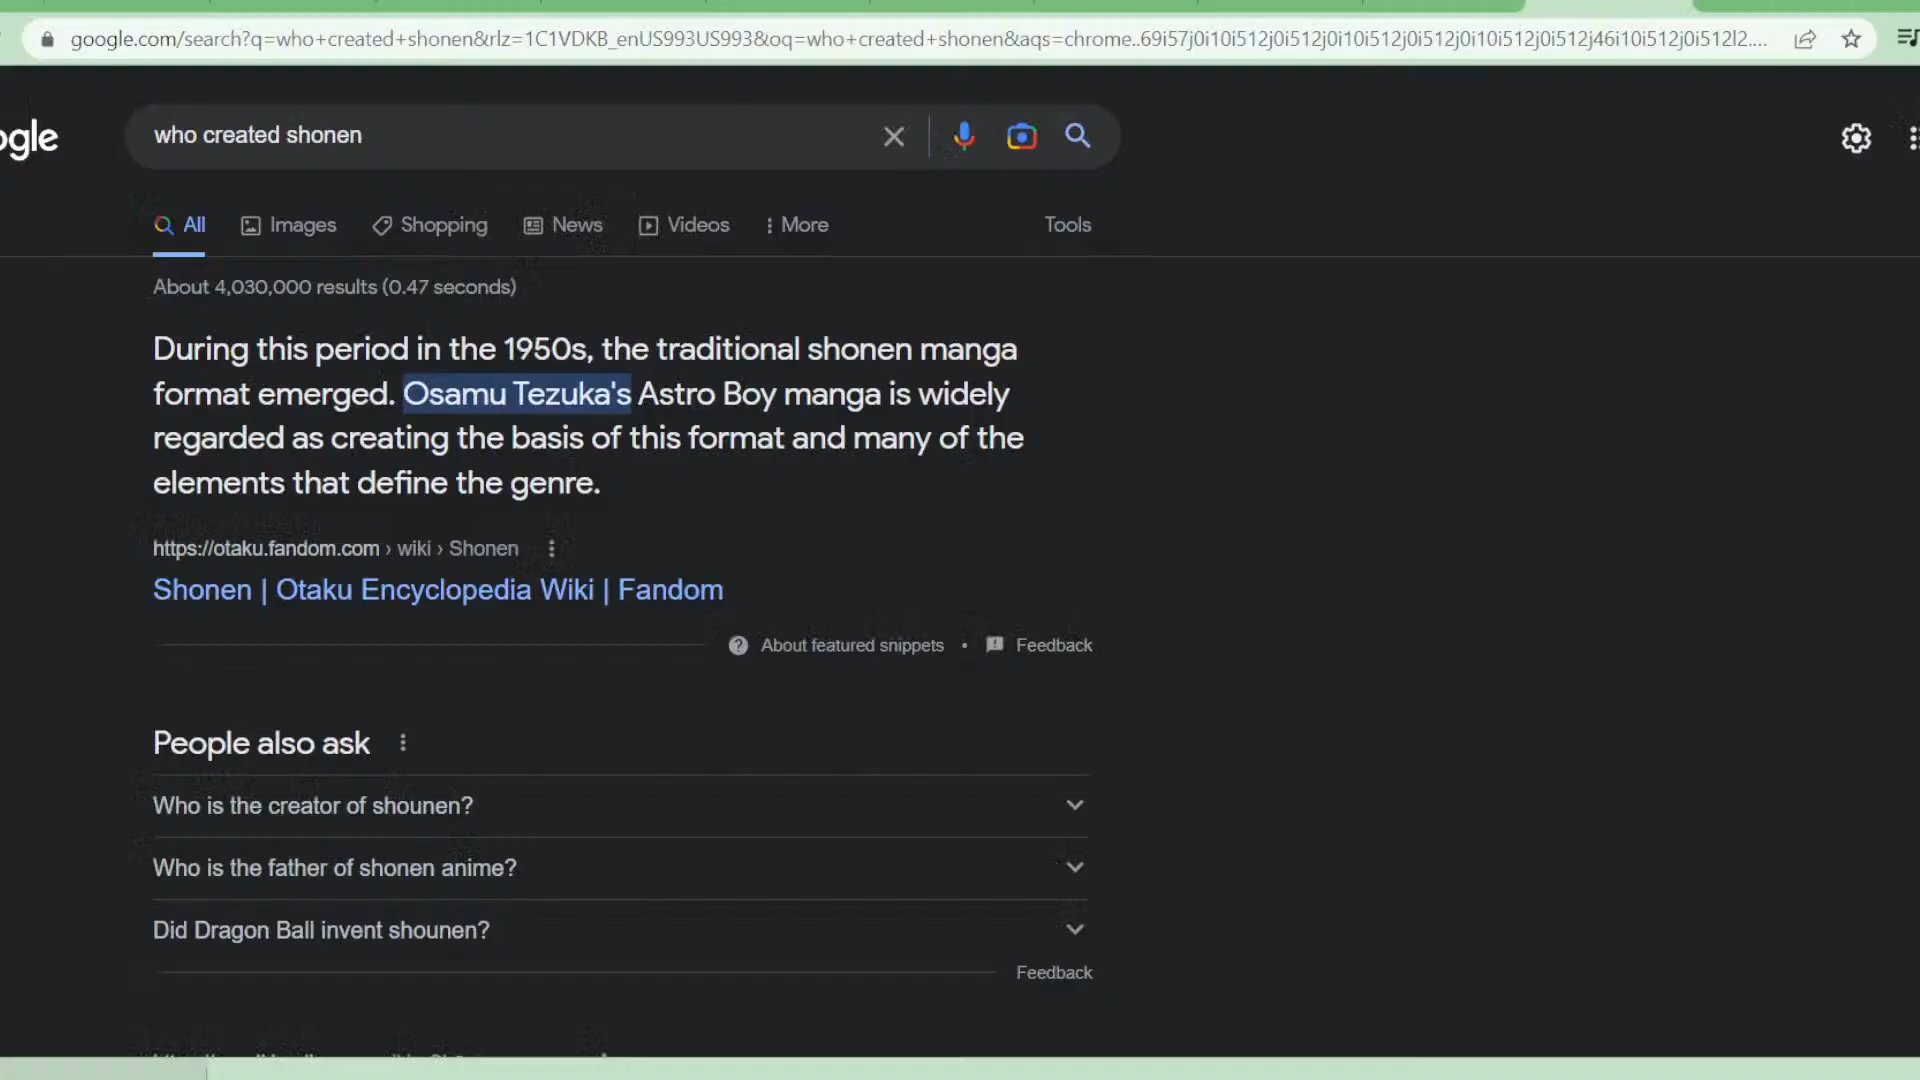 google.com/search?q=who+created+shonen&rlz=1C1VDKB_enUS993US993&oq=who+created+shonen&aqs=chrome..69i57j0i10i512j0i512j0i10i512j0i512j0i10i512j0i512j46i10i512j0i512l2....
ogle
who created shonen
All Images Shopping News Videos More Tools
About 4,030,000 results (0.47 seconds)
During this period in the 1950s, the traditional shonen manga
format emerged. Osamu Tezuka's Astro Boy manga is widely
regarded as creating the basis of this format and many of the
elements that define the genre.
https://otaku.fandom.com › wiki › Shonen
Shonen | Otaku Encyclopedia Wiki | Fandom
About featured snippets • Feedback
People also ask
Who is the creator of shounen?
Who is the father of shonen anime?
Did Dragon Ball invent shounen?
Feedback